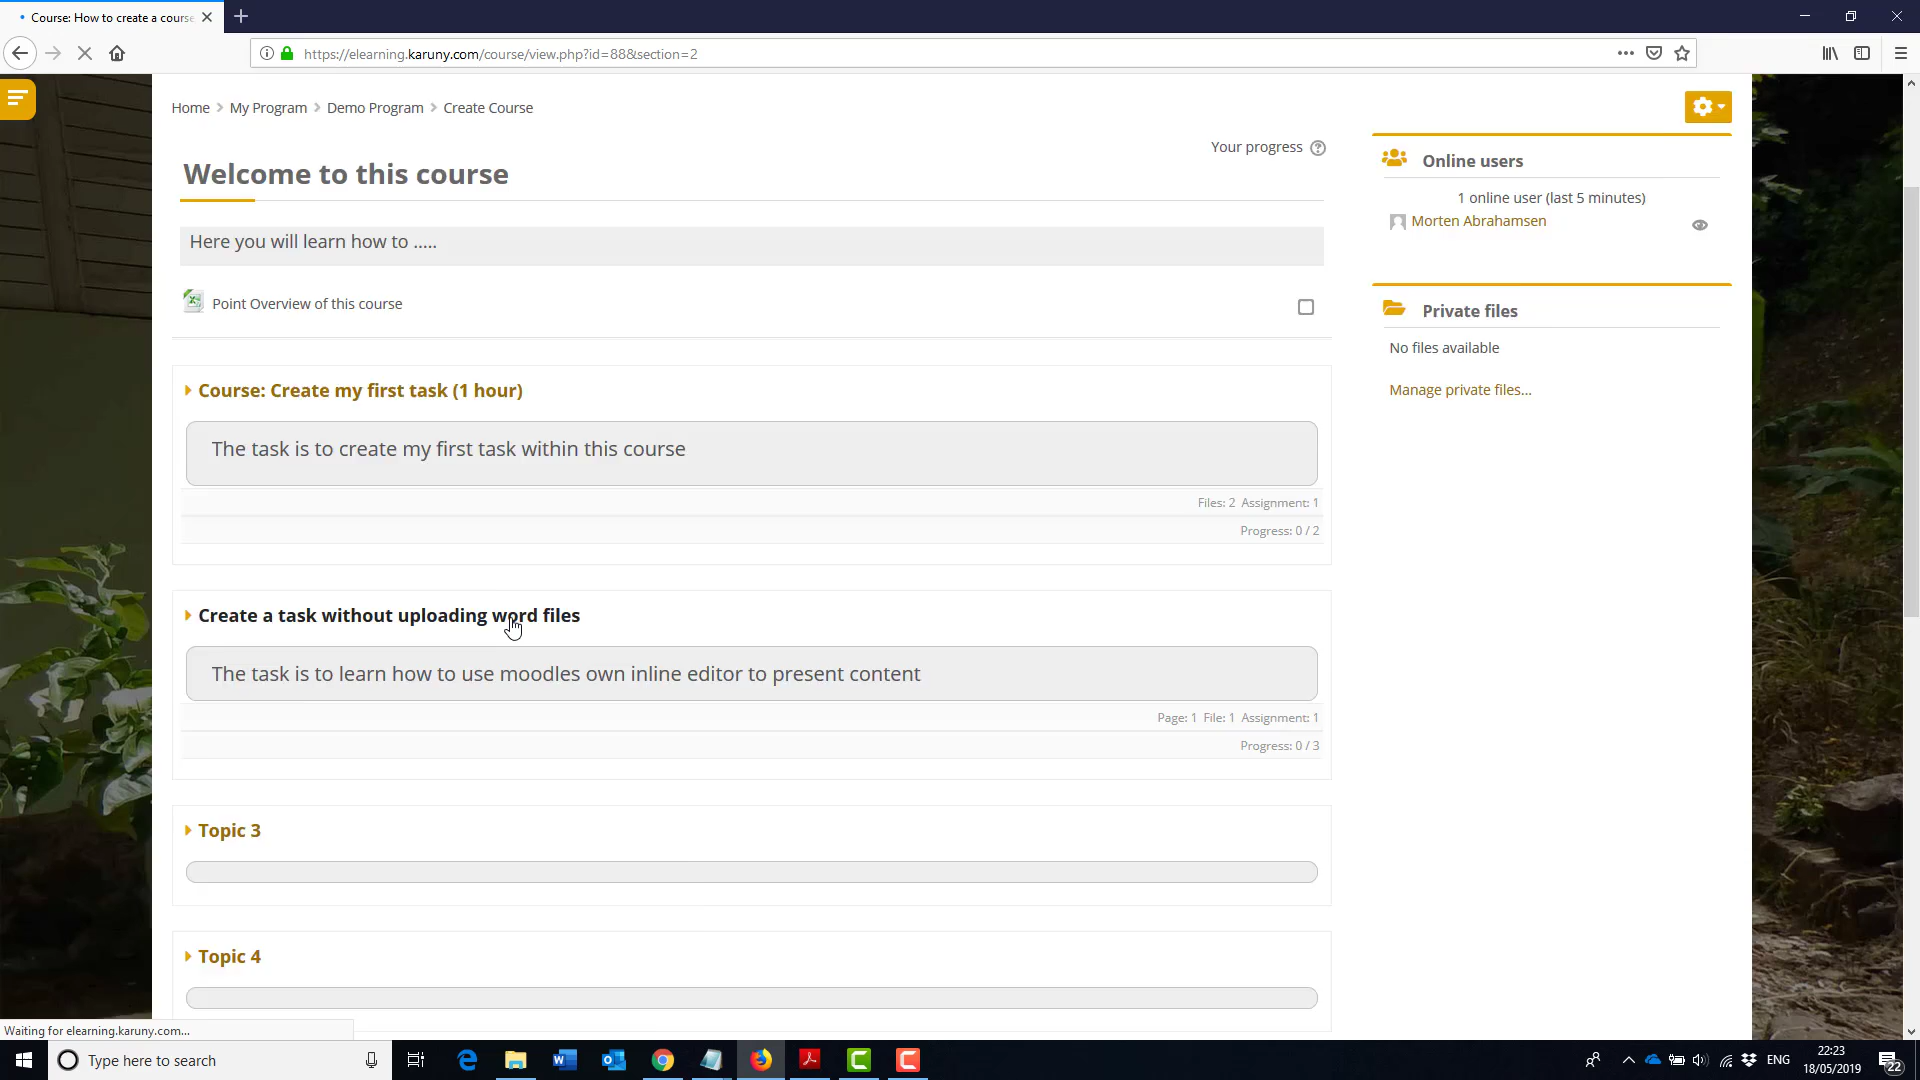 Course: How to create a course
https://elearning.karuny.com/course/view.php?id=88&section=2
Home My Program Demo Program Create Course
Your progress
Welcome to this course
Here you will learn how to .....
Point Overview of this course
Course: Create my first task (1 hour)
The task is to create my first task within this course
Files: 2 Assignment: 1
Progress: 0 / 2
Create a task without uploading word files
The task is to learn how to use moodles own inline editor to present content
Page: 1 File: 1 Assignment: 1
Progress: 0 / 3
Topic 3
Topic 4
Online users
1 online user (last 5 minutes)
Morten Abrahamsen
Private files
No files available
Manage private files...
Waiting for elearning.karuny.com...
Type here to search
ENG
22:23
18/05/2019
22